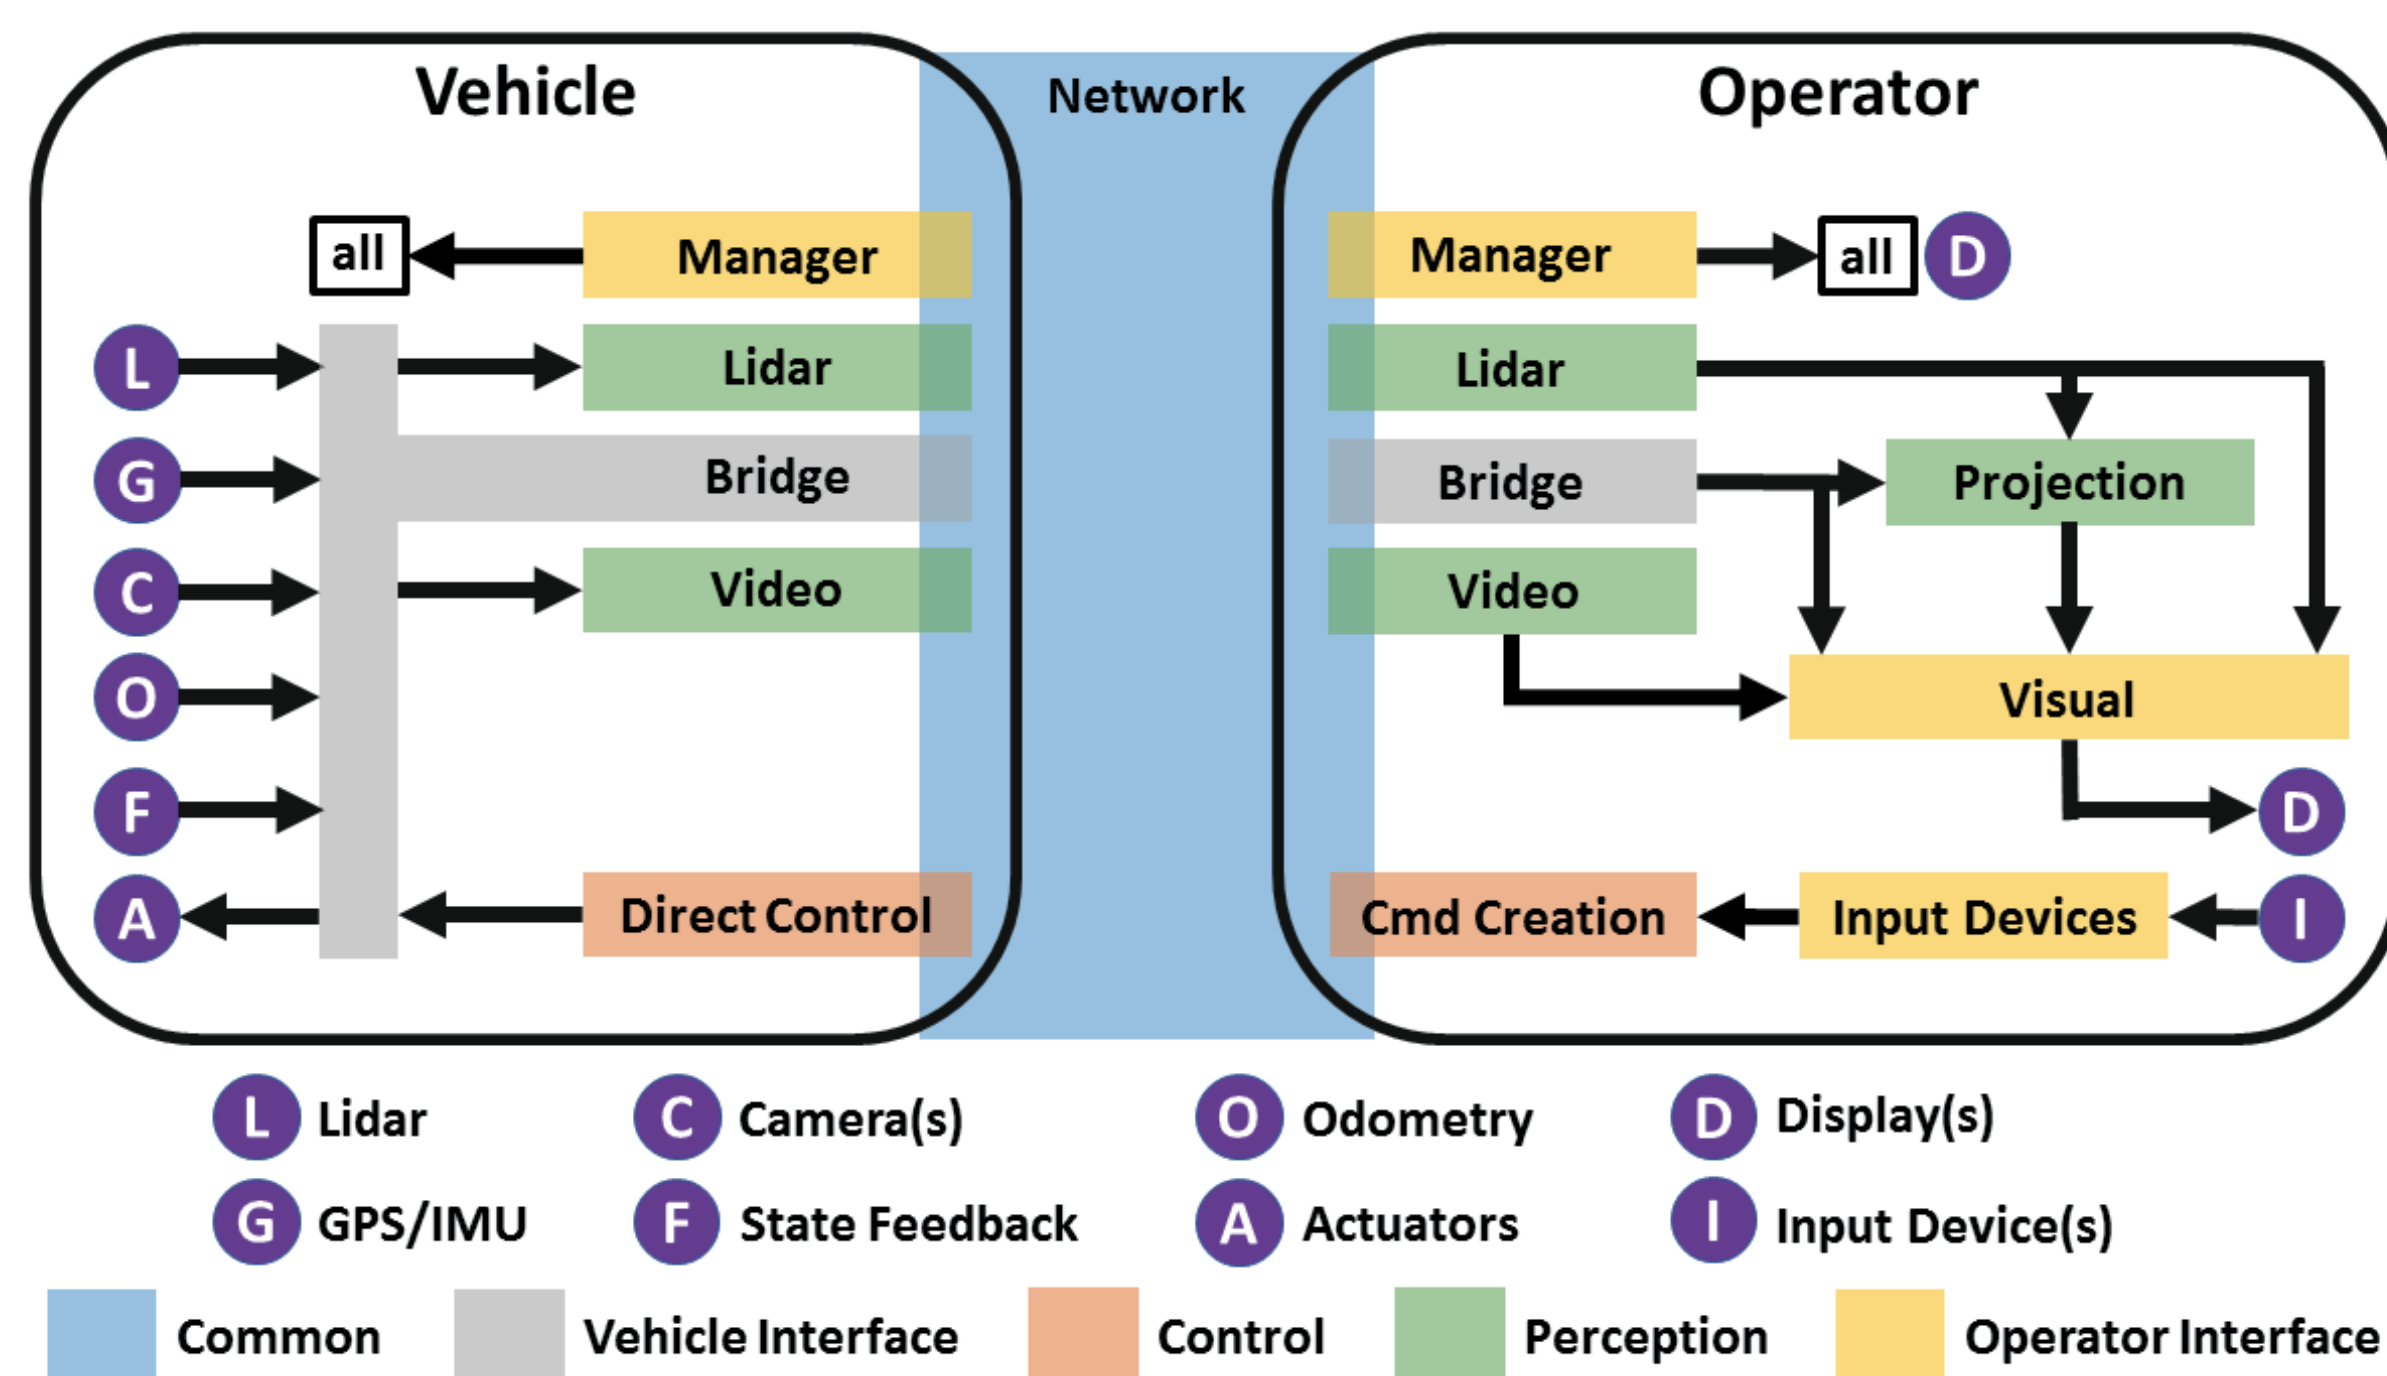 Vehicle
Network
Operator
all
Manager
Manager
all
D
L
Lidar
Lidar
G
Bridge
Bridge
Projection
C
Video
Video
O
Visual
F
D
A
Direct Control
Cmd Creation
Input Devices
I
L Lidar
C Camera(s)
O Odometry
D Display(s)
G GPS/IMU
F State Feedback
A Actuators
I Input Device(s)
Common
Vehicle Interface
Control
Perception
Operator Interface